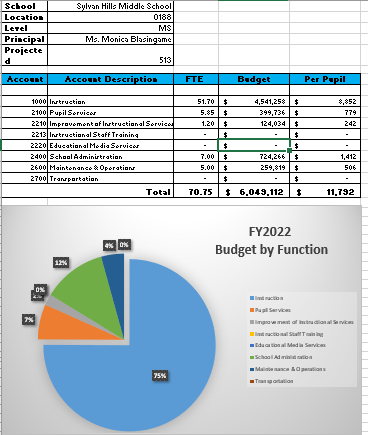 School Sylvan Hills Middle School
Location 0188
Level MS
Principal Ms. Monica Blasingame
Projecte
d 513
Account Account Description FTE Budget Per Pupil
1000 Instruction 51.70 $ 4,541,253 $ 8,852
2100 Pupil Services 5.85 $ 399,736 $ 779
2210 Improvement of Instructional Services 1.20 $ 124,034 $ 242
2213 Instructional Staff Training - $ - $ -
2220 Educational Media Services - $ - $ -
2400 School Administration 7.00 $ 724,266 $ 1,412
2600 Maintenance & Operations 5.00 $ 259,819 $ 506
2700 Transportation - $ - $ -
Total 70.75 $ 6,049,112 $ 11,792
FY2022
Budget by Function
4% 0%
12%
0%
7%
75%
Instruction
Pupil Services
Improvement of Instructional Services
Instructional Staff Training
Educational Media Services
School Administration
Maintenance & Operations
Transportation